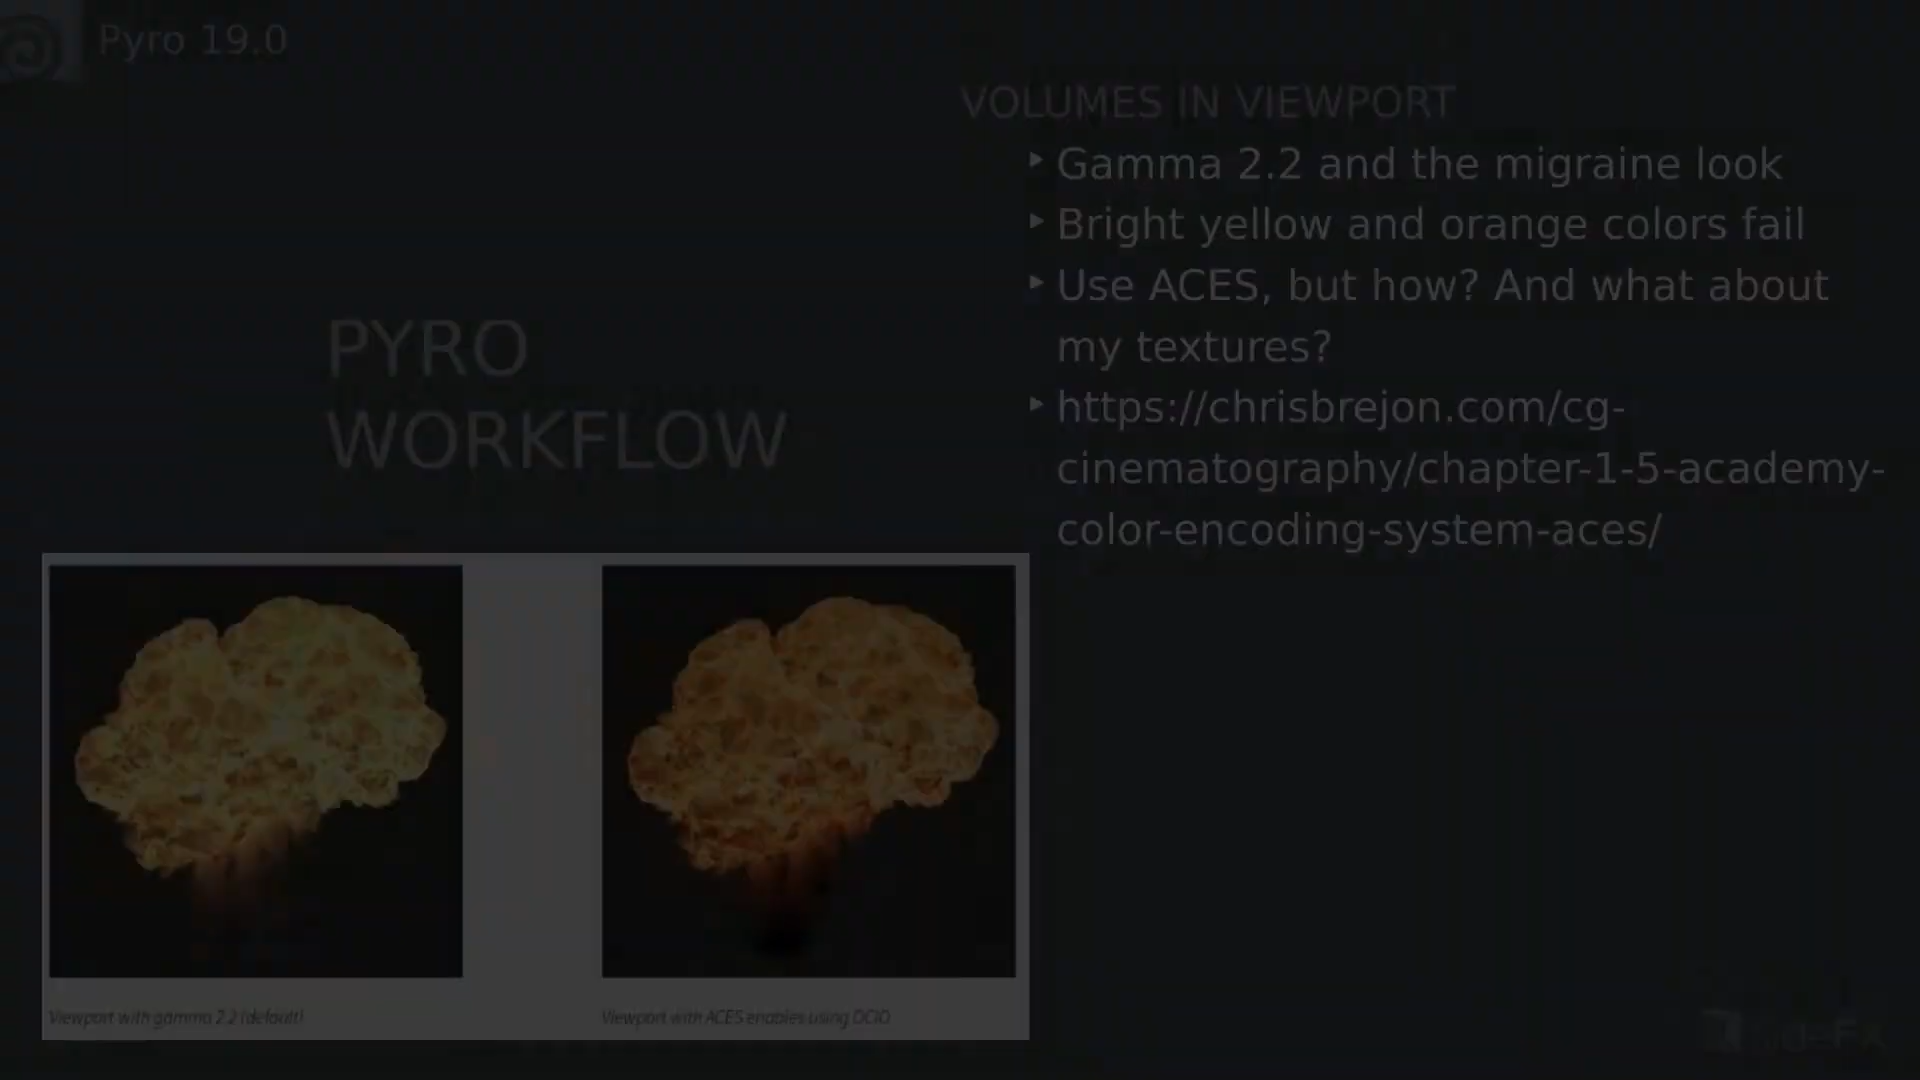 Pyro 19.0
VOLUMES IN VIEWPORT
Gamma 2.2 and the migraine look
Bright yellow and orange colors fail
Use ACES, but how? And what about
my textures?
https://chrisbrejon.com/cg-
cinematography/chapter-1-5-academy-
color-encoding-system-aces/
PYRO
WORKFLOW
Viewport with gamma 2.2 (default)
Viewport with ACES enables using OCIO
SideFX